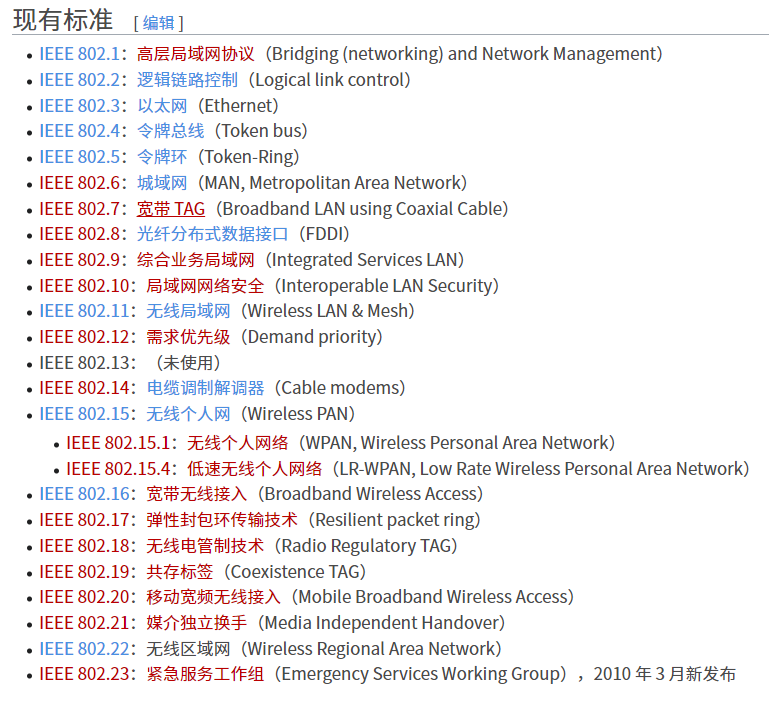 现有标准 [ 编辑 ]
IEEE 802.1：高层局域网协议（Bridging (networking) and Network Management）
IEEE 802.2：逻辑链路控制（Logical link control）
IEEE 802.3：以太网（Ethernet）
IEEE 802.4：令牌总线（Token bus）
IEEE 802.5：令牌环（Token-Ring）
IEEE 802.6：城域网（MAN, Metropolitan Area Network）
IEEE 802.7：宽带 TAG（Broadband LAN using Coaxial Cable）
IEEE 802.8：光纤分布式数据接口（FDDI）
IEEE 802.9：综合业务局域网（Integrated Services LAN）
IEEE 802.10：局域网网络安全（Interoperable LAN Security）
IEEE 802.11：无线局域网（Wireless LAN & Mesh）
IEEE 802.12：需求优先级（Demand priority）
IEEE 802.13：（未使用）
IEEE 802.14：电缆调制解调器（Cable modems）
IEEE 802.15：无线个人网（Wireless PAN）
IEEE 802.15.1：无线个人网络（WPAN, Wireless Personal Area Network）
IEEE 802.15.4：低速无线个人网络（LR-WPAN, Low Rate Wireless Personal Area Network）
IEEE 802.16：宽带无线接入（Broadband Wireless Access）
IEEE 802.17：弹性封包环传输技术（Resilient packet ring）
IEEE 802.18：无线电管制技术（Radio Regulatory TAG）
IEEE 802.19：共存标签（Coexistence TAG）
IEEE 802.20：移动宽频无线接入（Mobile Broadband Wireless Access）
IEEE 802.21：媒介独立换手（Media Independent Handover）
IEEE 802.22：无线区域网（Wireless Regional Area Network）
IEEE 802.23：紧急服务工作组（Emergency Services Working Group），2010 年 3 月新发布